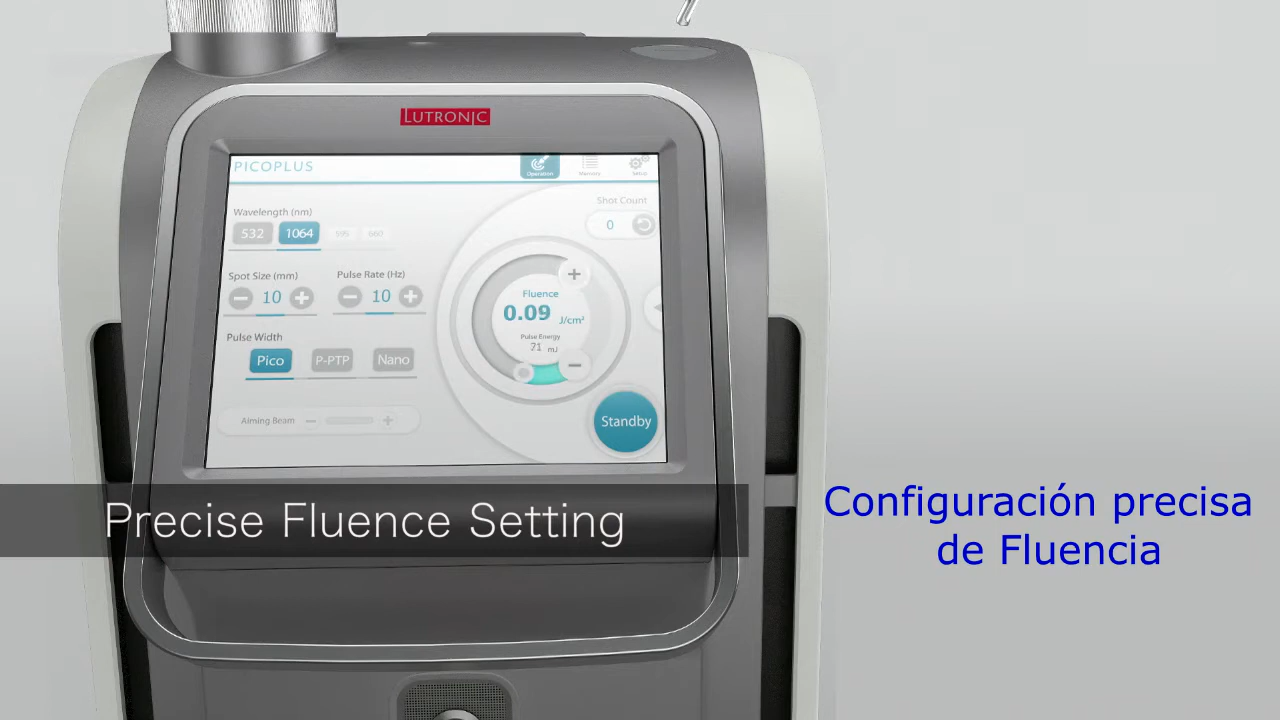 LUTRONIC
PICOPLUS
Operation
Memory
Setup
Shot Count
0
Wavelength (nm)
532 1064 595 660
Spot Size (mm) Pulse Rate (Hz)
10 10
Fluence
0.09 J/cm²
Pulse Energy
71 mJ
Pulse Width
Pico P-PTP Nano
Aiming Beam
Standby
Precise Fluence Setting
Configuración precisa
de Fluencia